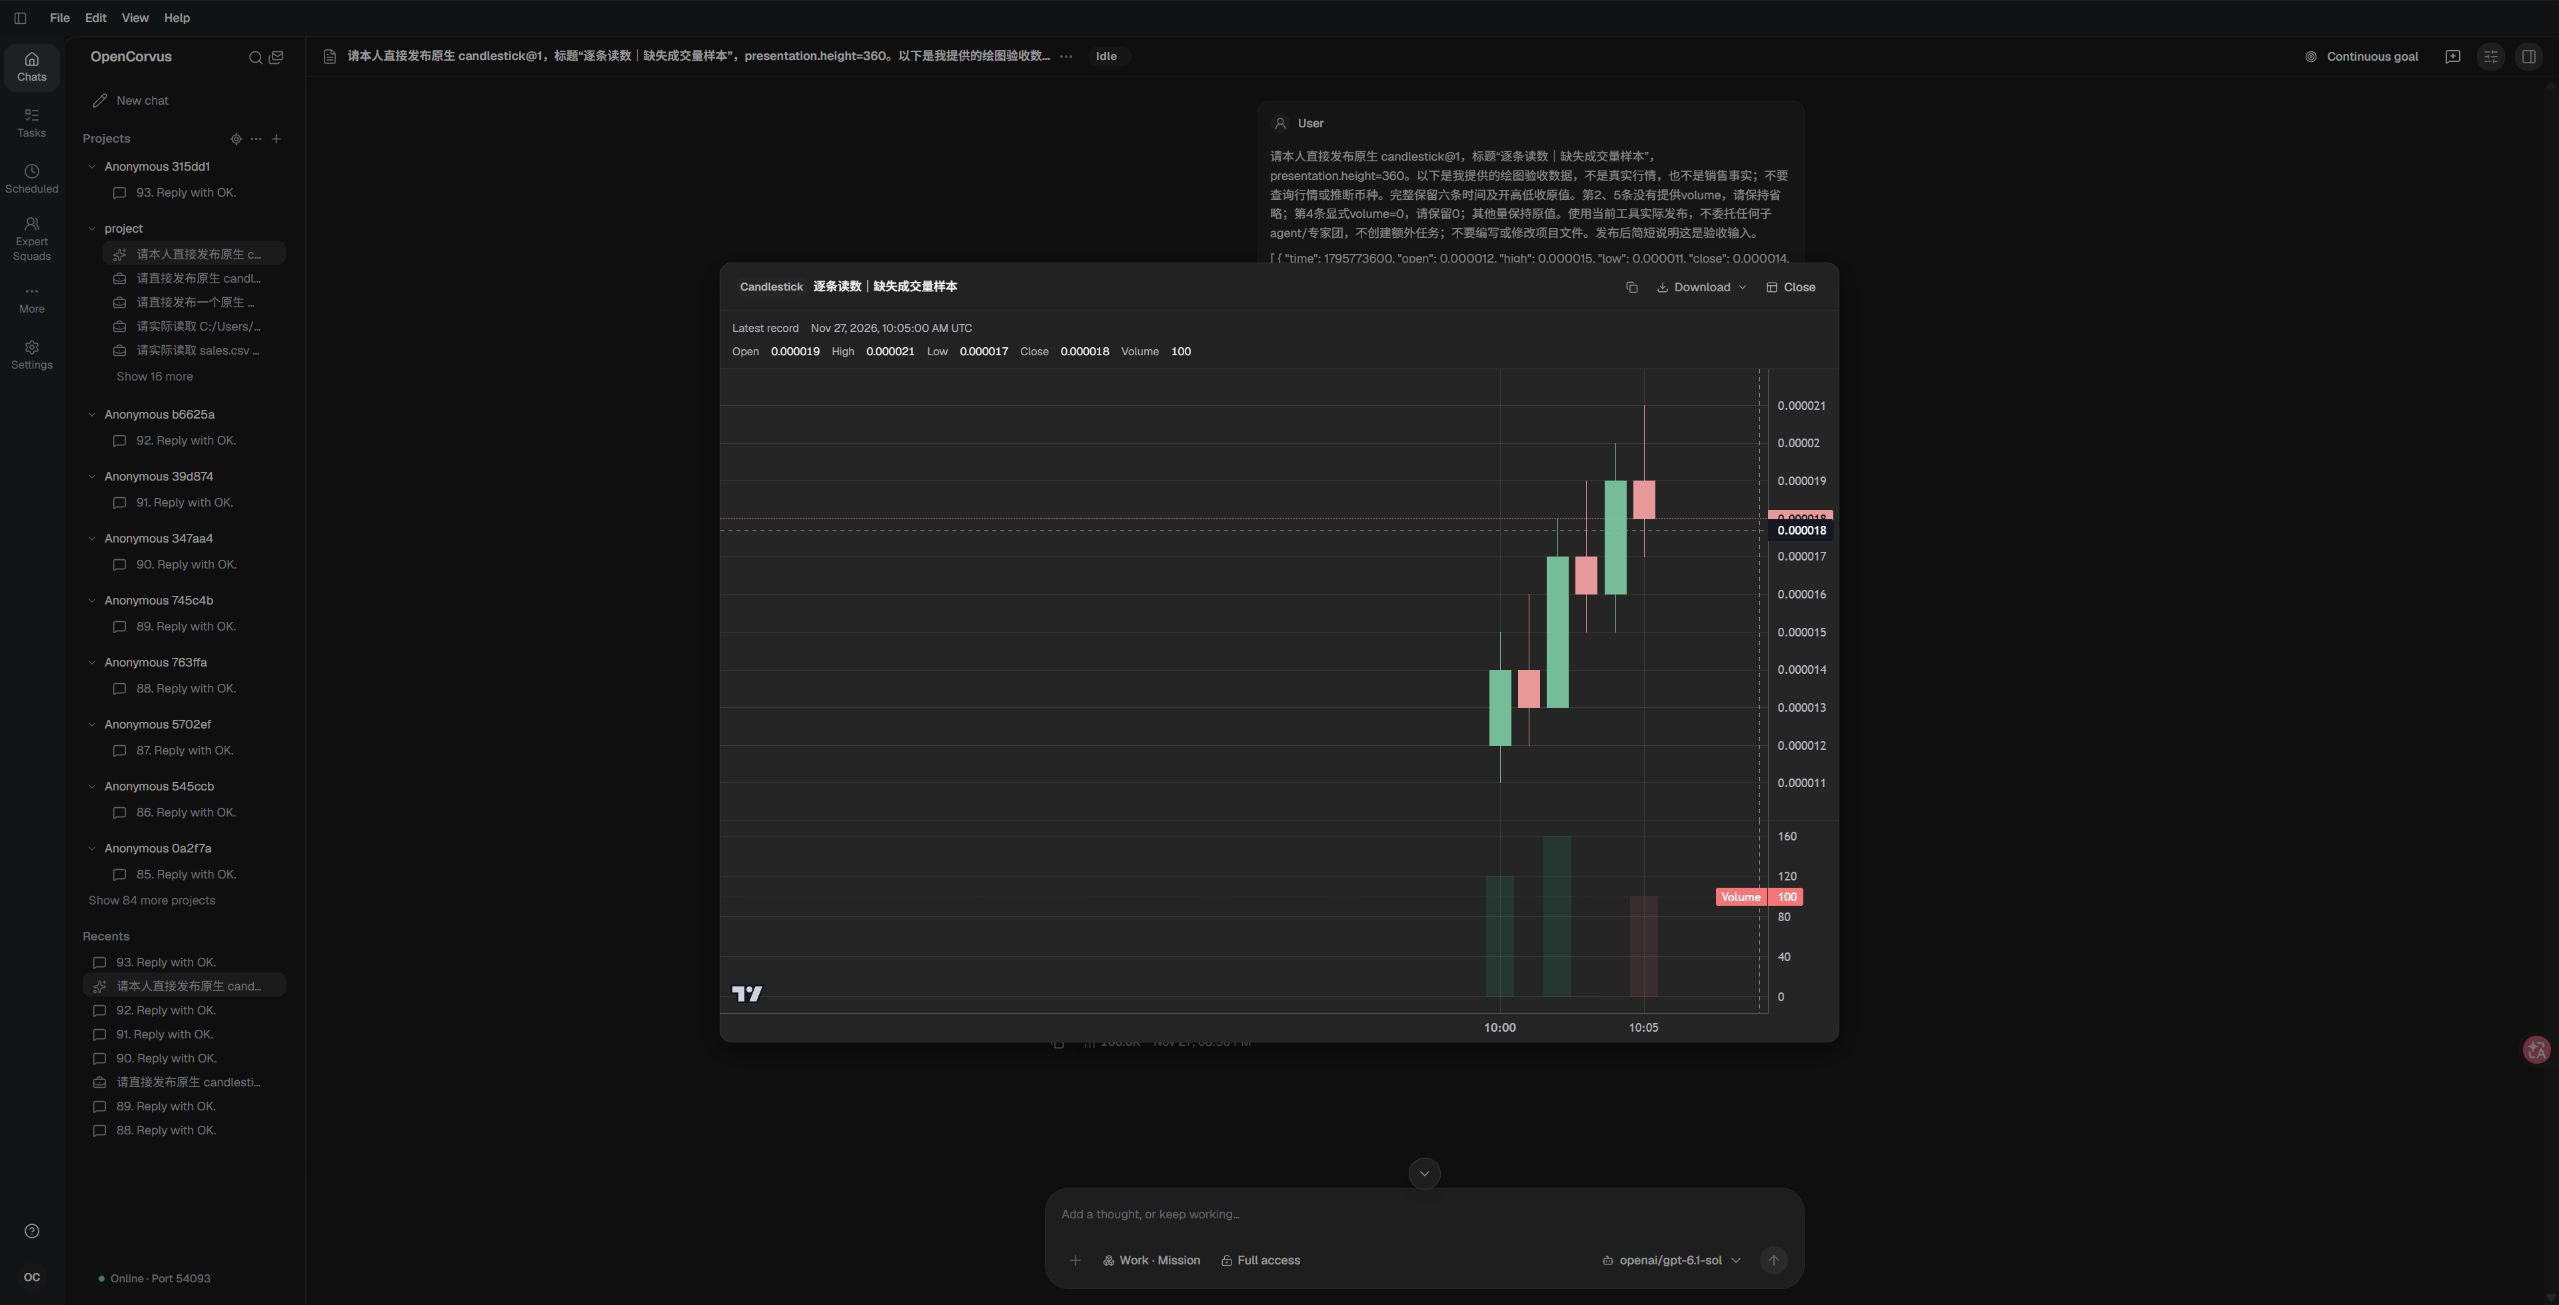 File Edit View Help
Chats
Tasks
Scheduled
Expert
Squads
More
Settings
OC
OpenCorvus
New chat
Projects
Anonymous 315dd1
93. Reply with OK.
project
请本人直接发布原生 c...
请直接发布原生 candl...
请直接发布一个原生 ...
请实际读取 C:/Users/...
请实际读取 sales.csv ...
Show 16 more
Anonymous b6625a
92. Reply with OK.
Anonymous 39d874
91. Reply with OK.
Anonymous 347aa4
90. Reply with OK.
Anonymous 745c4b
89. Reply with OK.
Anonymous 763ffa
88. Reply with OK.
Anonymous 5702ef
87. Reply with OK.
Anonymous 545ccb
86. Reply with OK.
Anonymous 0a2f7a
85. Reply with OK.
Show 84 more projects
Recents
93. Reply with OK.
请本人直接发布原生 cand...
92. Reply with OK.
91. Reply with OK.
90. Reply with OK.
请直接发布原生 candlesti...
89. Reply with OK.
88. Reply with OK.
Online · Port 54093
请本人直接发布原生 candlestick@1，标题“逐条读数｜缺失成交量样本”，presentation.height=360。以下是我提供的绘图验收数... ··· Idle
Continuous goal
User
请本人直接发布原生 candlestick@1，标题“逐条读数｜缺失成交量样本”，
presentation.height=360。以下是我提供的绘图验收数据，不是真实行情，也不是销售事实；不要
查询行情或推断币种。完整保留六条时间及开高低收原值。第2、5条没有提供volume，请保持省
略；第4条显式volume=0，请保留0；其他量保持原值。使用当前工具实际发布，不委托任何子
agent/专家团，不创建额外任务；不要编写或修改项目文件。发布后简短说明这是验收输入。
[ { "time": 1795773600, "open": 0.000012, "high": 0.000015, "low": 0.000011, "close": 0.000014,
Candlestick 逐条读数｜缺失成交量样本
Download Close
Latest record Nov 27, 2026, 10:05:00 AM UTC
Open 0.000019 High 0.000021 Low 0.000017 Close 0.000018 Volume 100
0.000021
0.00002
0.000019
0.000018
0.000018
0.000017
0.000016
0.000015
0.000014
0.000013
0.000012
0.000011
160
120
Volume 100
80
40
0
10:00 10:05
Add a thought, or keep working...
Work · Mission Full access openai/gpt-6.1-sol